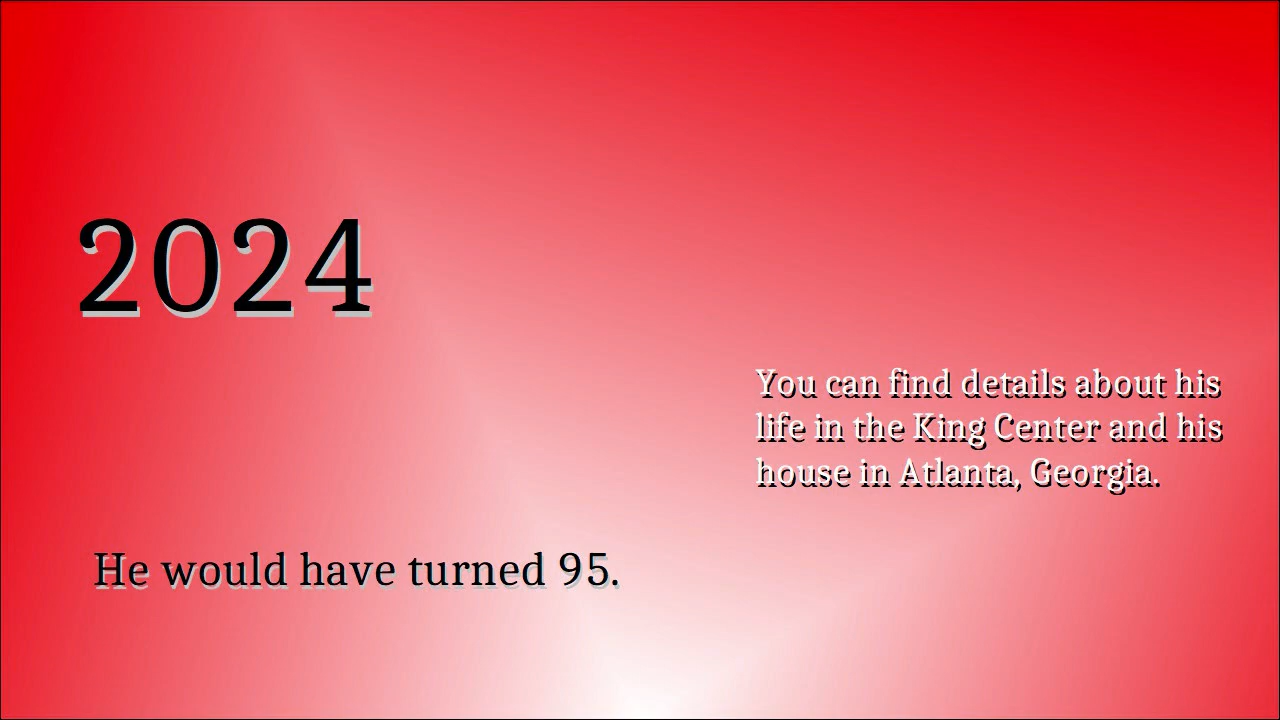 2024
You can find details about his
life in the King Center and his
house in Atlanta, Georgia.
He would have turned 95.